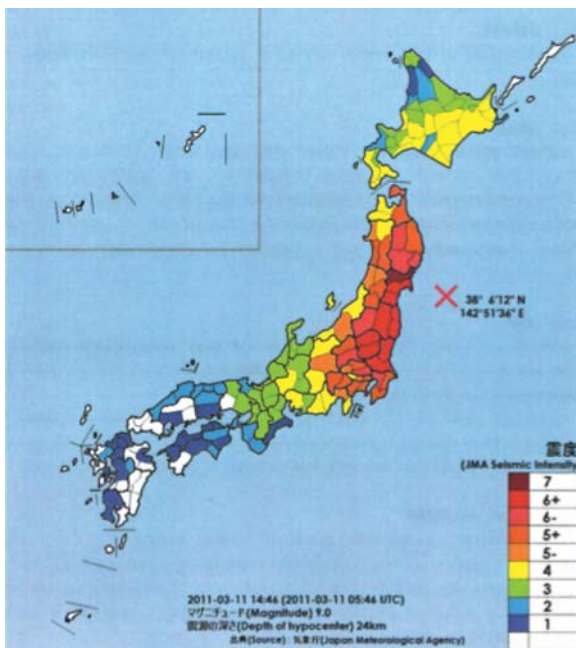 38° 6'12" N
142°51'36" E
震度
(JMA Seismic Intensity
7
6+
6-
5+
5-
4
3
2
1
2011-03-11 14:46 (2011-03-11 05:46 UTC)
マグニチュード(Magnitude) 9.0
震源の深さ(Depth of hypocenter) 24km
出典(Source) : 気象庁(Japan Meteorological Agency)